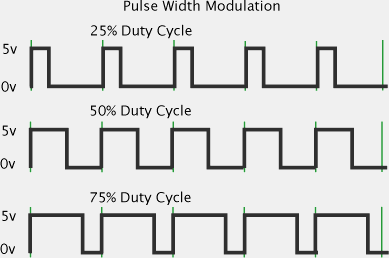 Pulse Width Modulation
25% Duty Cycle
5v
0v
50% Duty Cycle
5v
0v
75% Duty Cycle
5v
0v